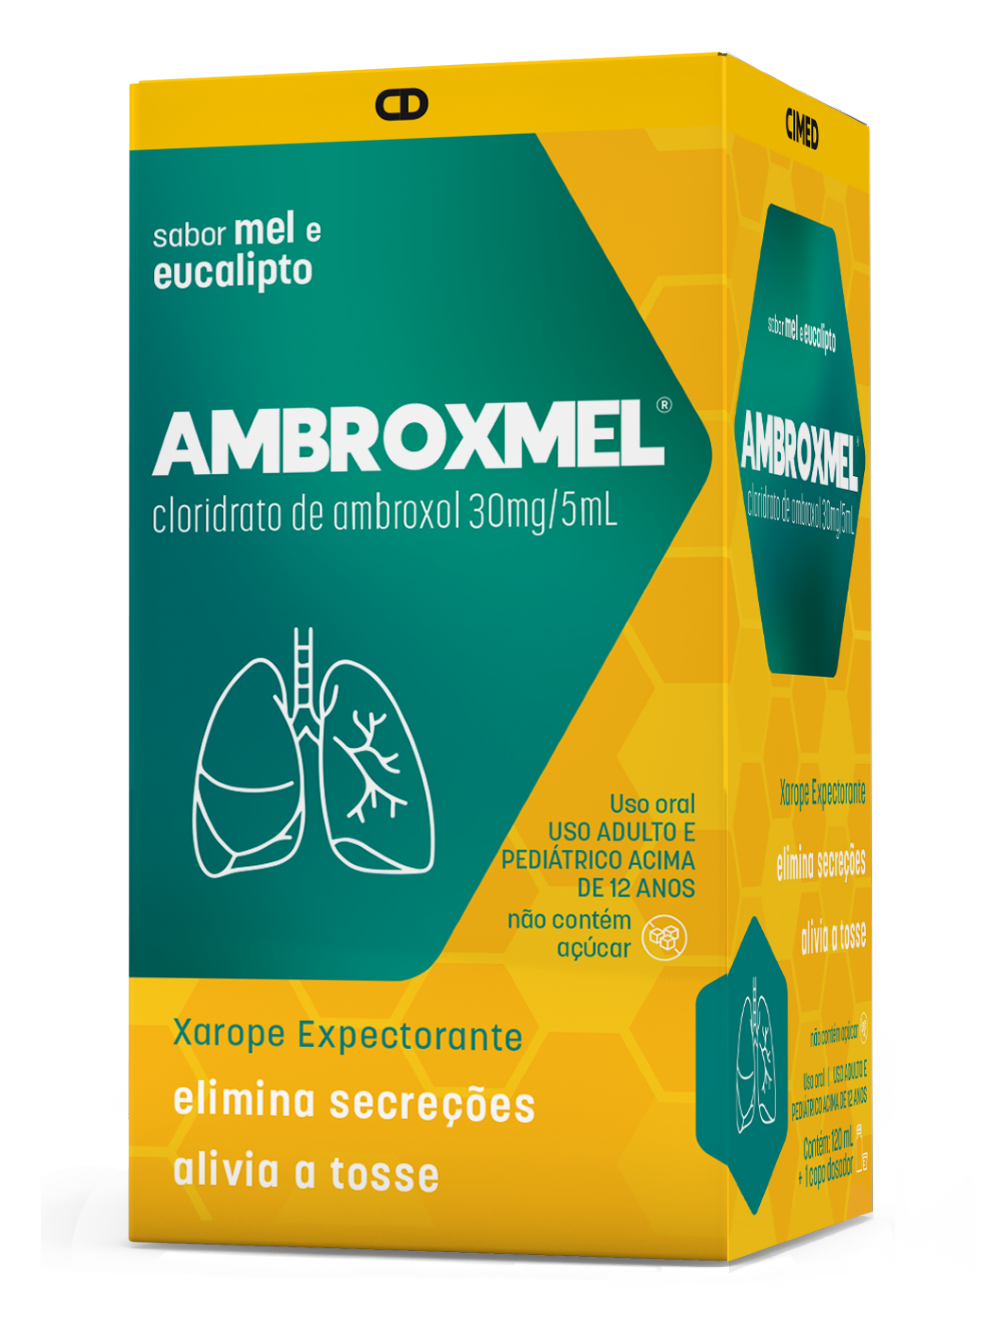 CD
sabor mel e
eucalipto
AMBROXMEL®
cloridrato de ambroxol 30mg/5mL
Uso oral
USO ADULTO E
PEDIÁTRICO ACIMA
DE 12 ANOS
não contém
açúcar
Xarope Expectorante
elimina secreções
alivia a tosse
CIMED
sabor mel e eucalipto
AMBROXMEL
cloridrato de ambroxol 30mg/5mL
Xarope Expectorante
elimina secreções
alivia a tosse
não contém açúcar
Uso oral | USO ADULTO E
PEDIÁTRICO ACIMA DE 12 ANOS
Contém: 120 mL
+ 1 copo dosador